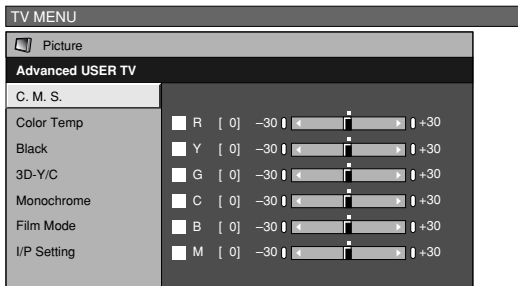 TV MENU
Picture
Advanced USER TV
C. M. S.
Color Temp R [ 0] –30 +30
Black Y [ 0] –30 +30
3D-Y/C G [ 0] –30 +30
Monochrome C [ 0] –30 +30
Film Mode B [ 0] –30 +30
I/P Setting M [ 0] –30 +30